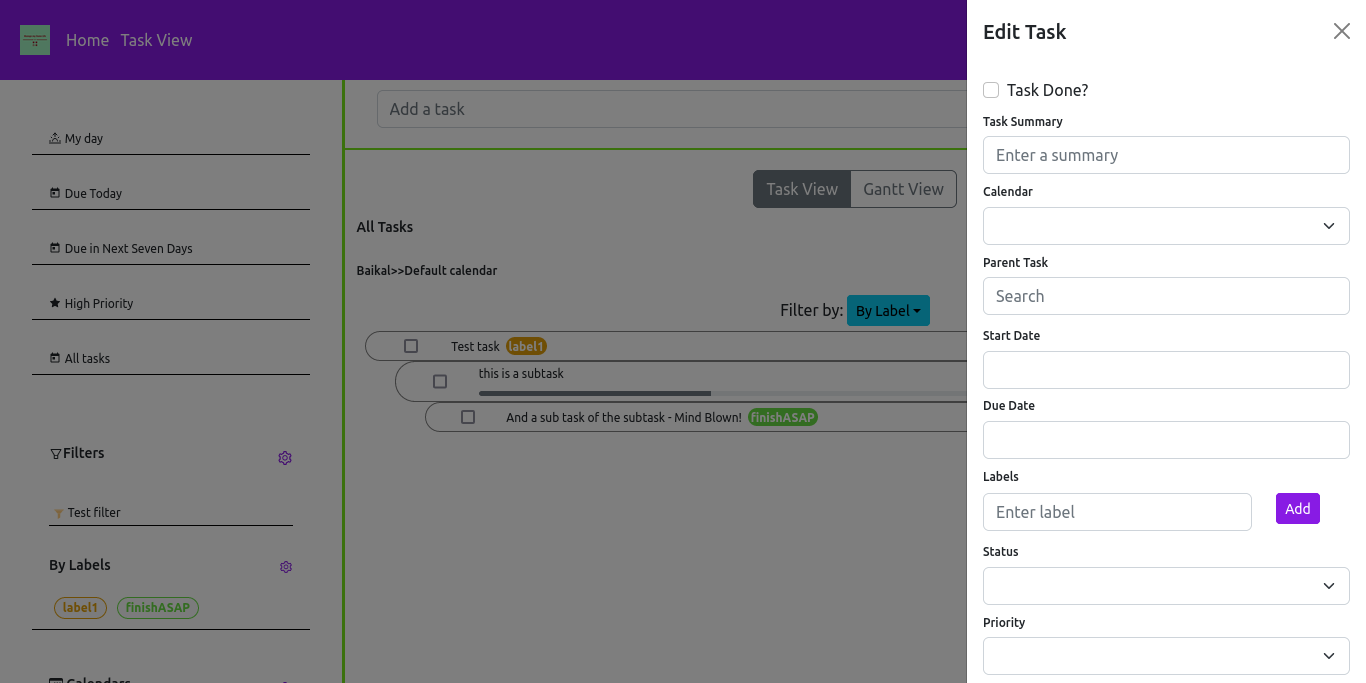 Home Task View
My day
Due Today
Due in Next Seven Days
High Priority
All tasks
Filters
Test filter
By Labels
label1 finishASAP
Calendars
Add a task
Task View Gantt View
All Tasks
Baikal>>Default calendar
Filter by: By Label
Test task label1
this is a subtask
And a sub task of the subtask - Mind Blown! finishASAP
Edit Task
Task Done?
Task Summary
Enter a summary
Calendar
Parent Task
Search
Start Date
Due Date
Labels
Enter label Add
Status
Priority